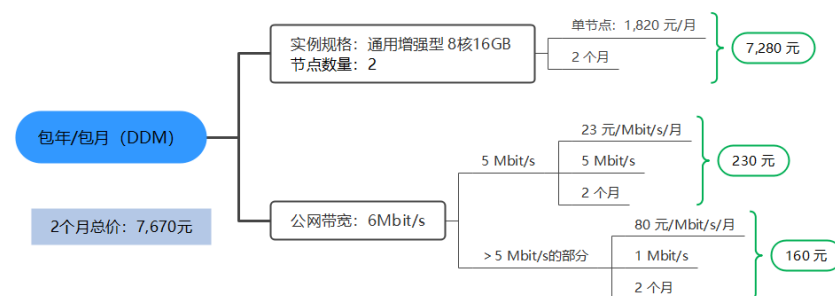 包年/包月（DDM）
2个月总价：7,670元
实例规格：通用增强型 8核16GB
节点数量：2
单节点：1,820 元/月
2 个月
7,280 元
公网带宽：6Mbit/s
5 Mbit/s
23 元/Mbit/s/月
5 Mbit/s
2 个月
230 元
＞5 Mbit/s的部分
80 元/Mbit/s/月
1 Mbit/s
2 个月
160 元